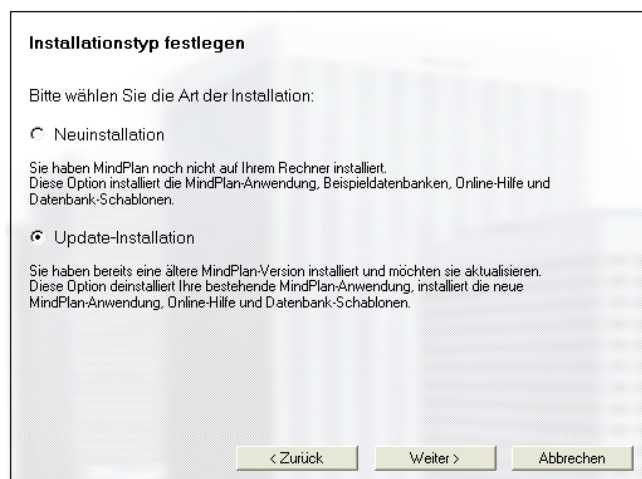 Installationstyp festlegen
Bitte wählen Sie die Art der Installation:
Neuinstallation
Sie haben MindPlan noch nicht auf Ihrem Rechner installiert.
Diese Option installiert die MindPlan-Anwendung, Beispieldatenbanken, Online-Hilfe und
Datenbank-Schablonen.
Update-Installation
Sie haben bereits eine ältere MindPlan-Version installiert und möchten sie aktualisieren.
Diese Option deinstalliert Ihre bestehende MindPlan-Anwendung, installiert die neue
MindPlan-Anwendung, Online-Hilfe und Datenbank-Schablonen.
< Zurück Weiter > Abbrechen